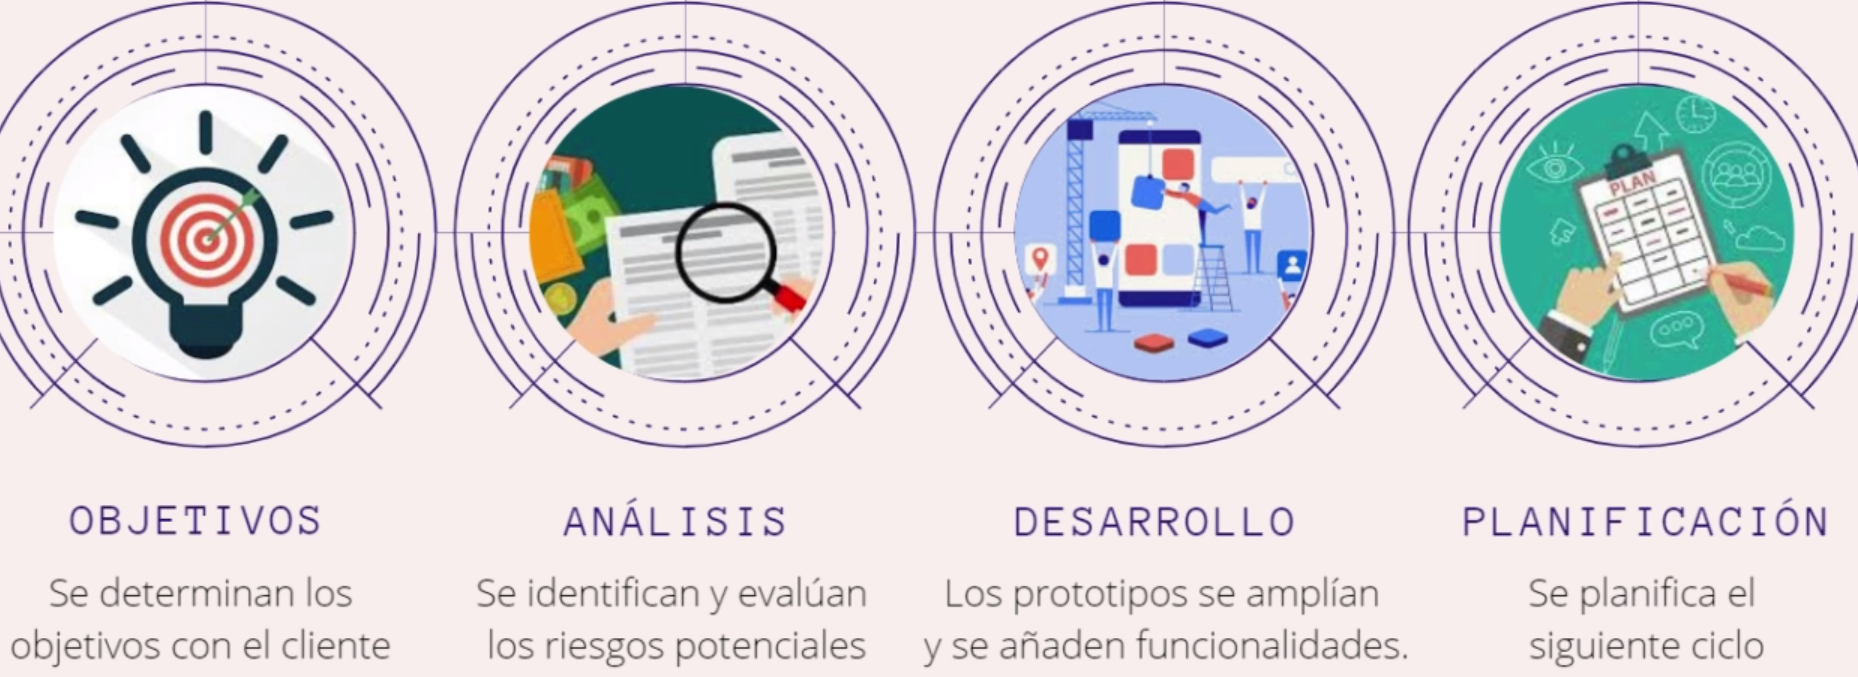 PLAN
OBJETIVOS
Se determinan los
objetivos con el cliente
ANÁLISIS
Se identifican y evalúan
los riesgos potenciales
DESARROLLO
Los prototipos se amplían
y se añaden funcionalidades.
PLANIFICACIÓN
Se planifica el
siguiente ciclo